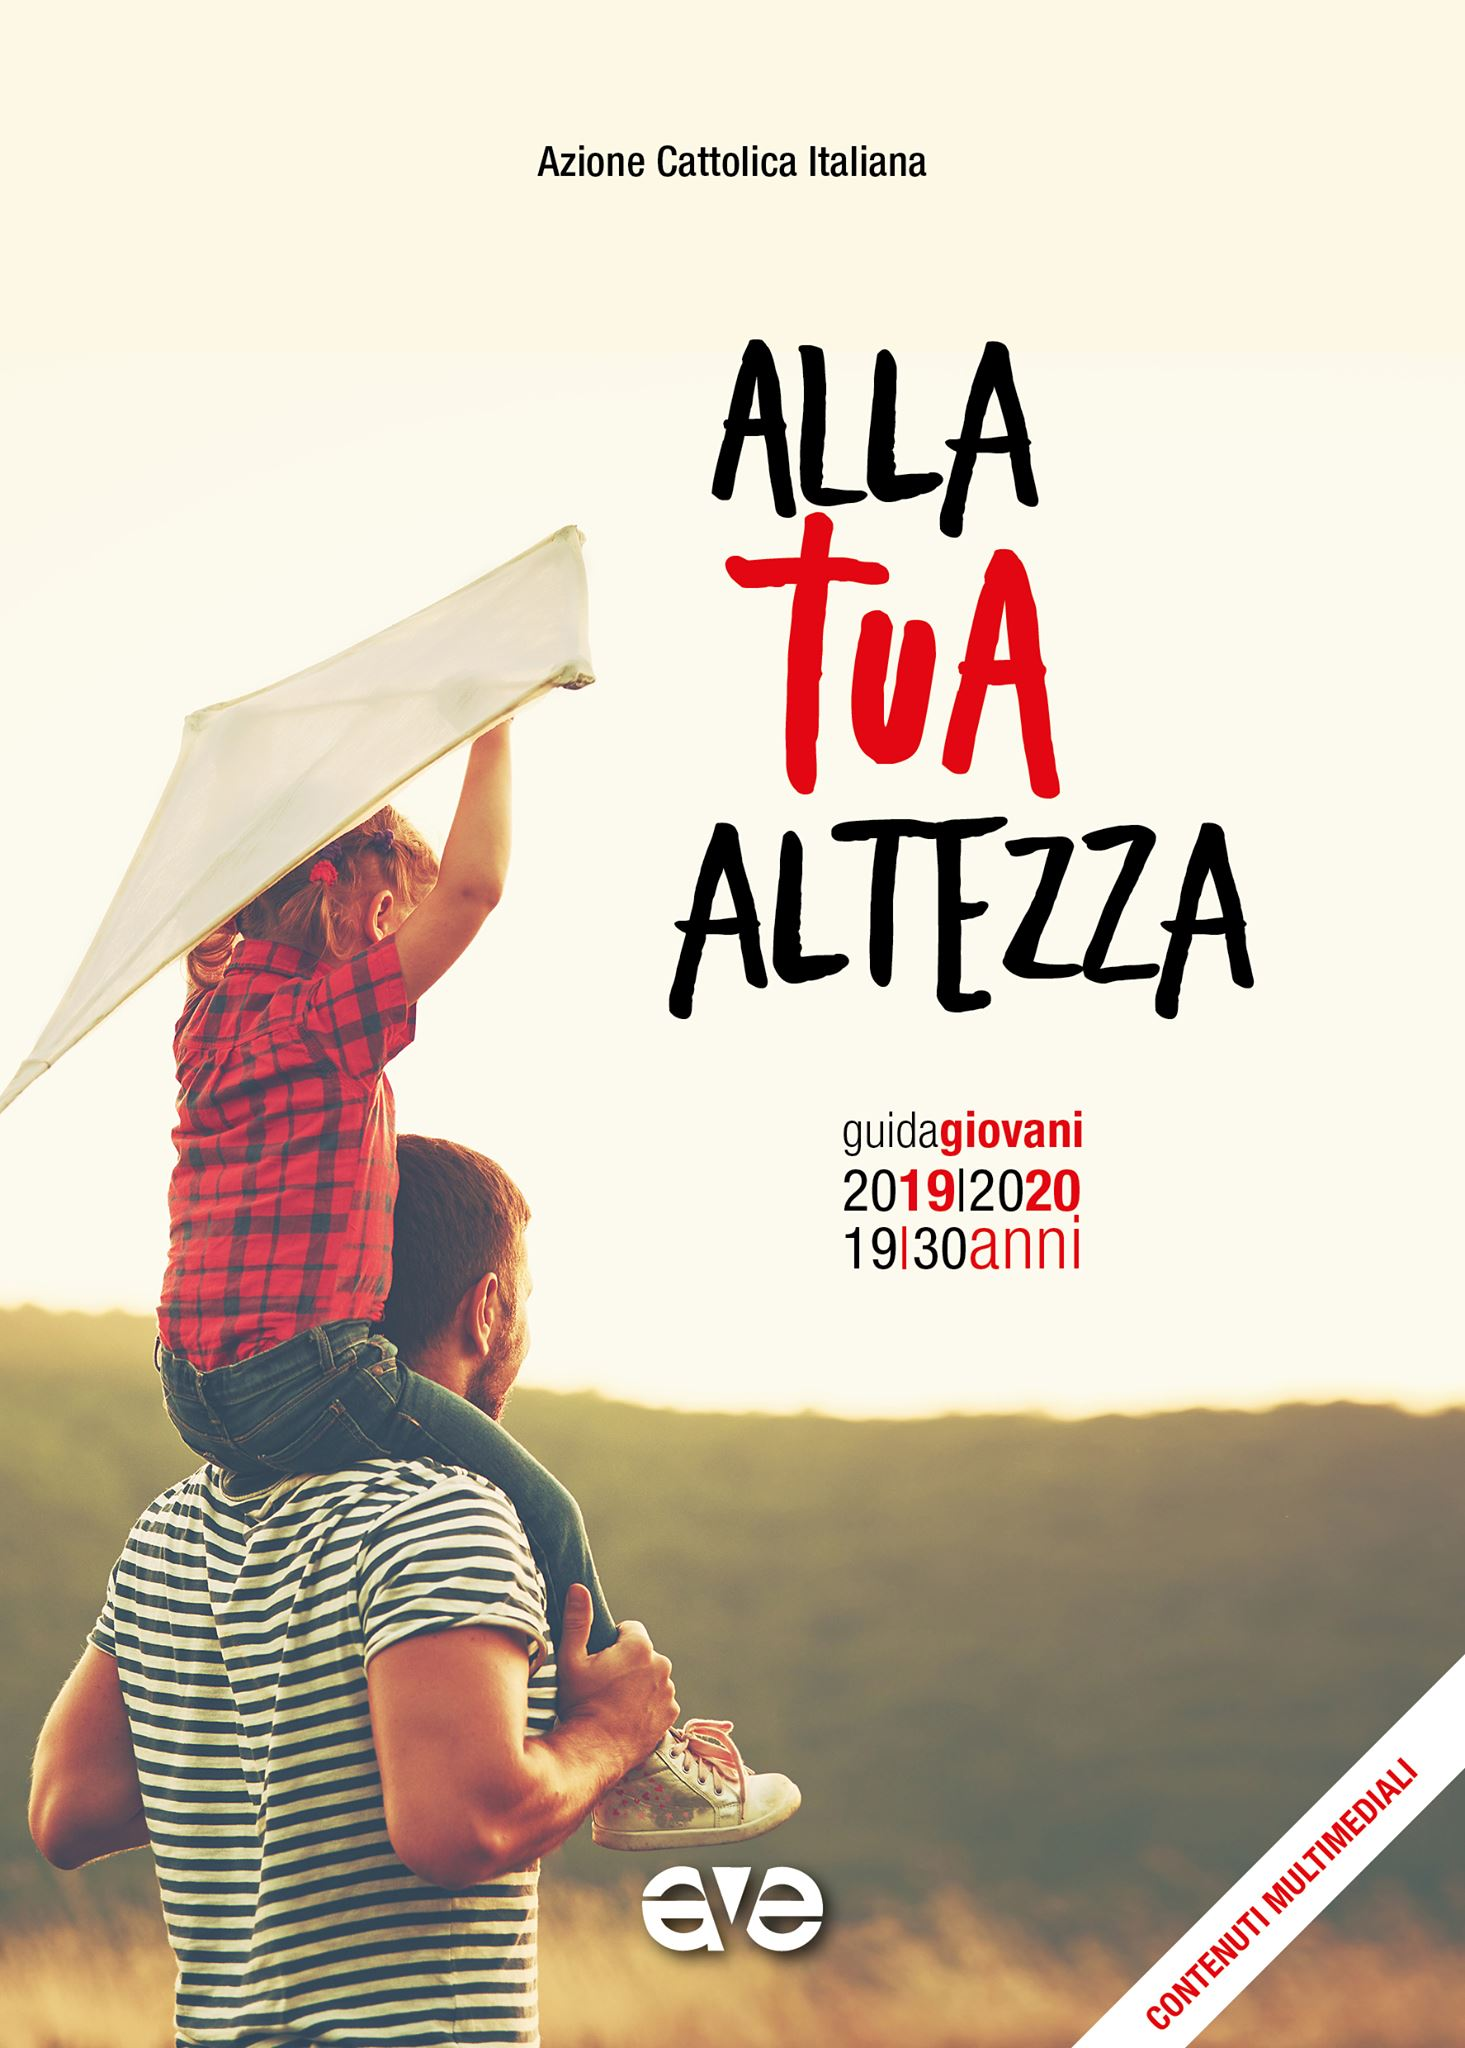 Azione Cattolica Italiana
ALLA
TUA
ALTEZZA
guidagiovani
2019|2020
19|30anni
ave
CONTENUTI MULTIMEDIALI